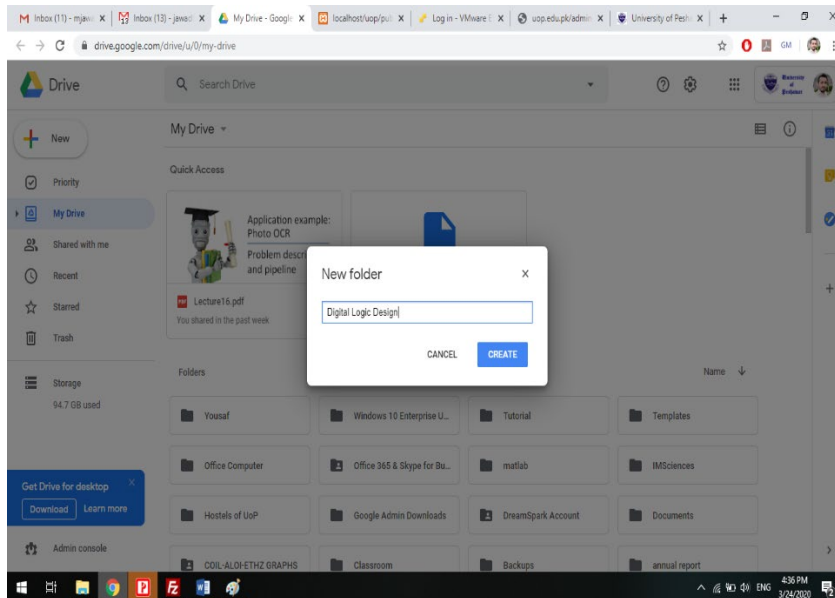 Inbox (11) - mjaw
Inbox (13) - jawad
My Drive - Google
localhost/uop/pub
Log in - VMware E
uop.edu.pk/admin
University of Pesh
drive.google.com/drive/u/0/my-drive
GM
Drive
Search Drive
University
of
Peshawar
New
My Drive
Quick Access
Priority
My Drive
Shared with me
Recent
Starred
Trash
Storage
94.7 GB used
Application example:
Photo OCR
Problem descri
and pipeline
PDF
Lecture16.pdf
You shared in the past week
New folder
Digital Logic Design
CANCEL
CREATE
Folders
Name
Yousaf
Windows 10 Enterprise U...
Tutorial
Templates
Office Computer
Office 365 & Skype for Bu...
matlab
IMSciences
Hostels of UoP
Google Admin Downloads
DreamSpark Account
Documents
COIL-ALOI-ETHZ GRAPHS
Classroom
Backups
annual report
Get Drive for desktop
Download
Learn more
Admin console
ENG
4:36 PM
3/24/2020